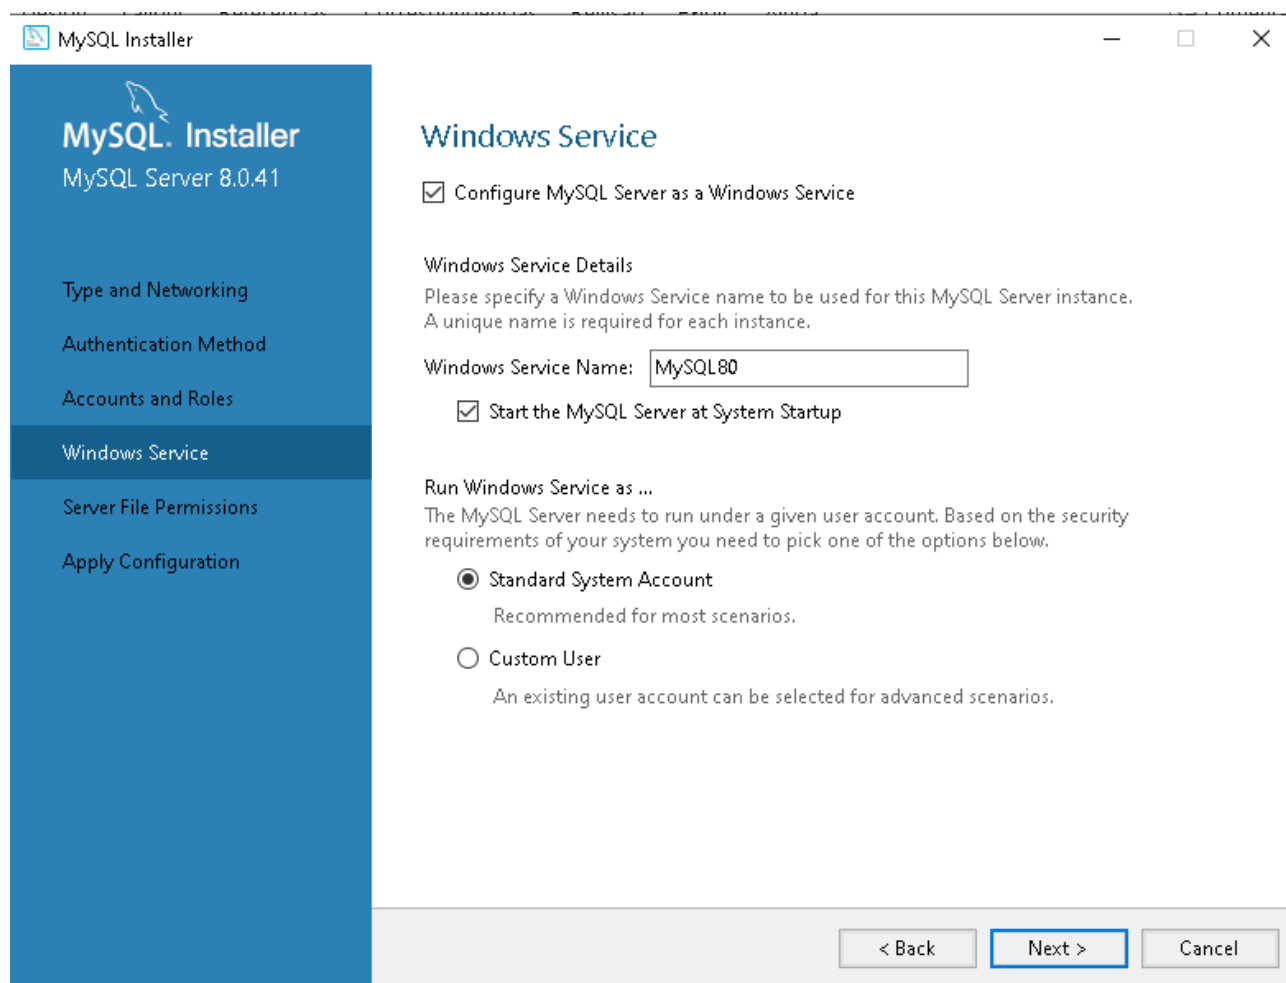 MySQL Installer
MySQL. Installer
MySQL Server 8.0.41
Type and Networking
Authentication Method
Accounts and Roles
Windows Service
Server File Permissions
Apply Configuration
Windows Service
Configure MySQL Server as a Windows Service
Windows Service Details
Please specify a Windows Service name to be used for this MySQL Server instance.
A unique name is required for each instance.
Windows Service Name: MySQL80
Start the MySQL Server at System Startup
Run Windows Service as ...
The MySQL Server needs to run under a given user account. Based on the security
requirements of your system you need to pick one of the options below.
Standard System Account
Recommended for most scenarios.
Custom User
An existing user account can be selected for advanced scenarios.
< Back Next > Cancel